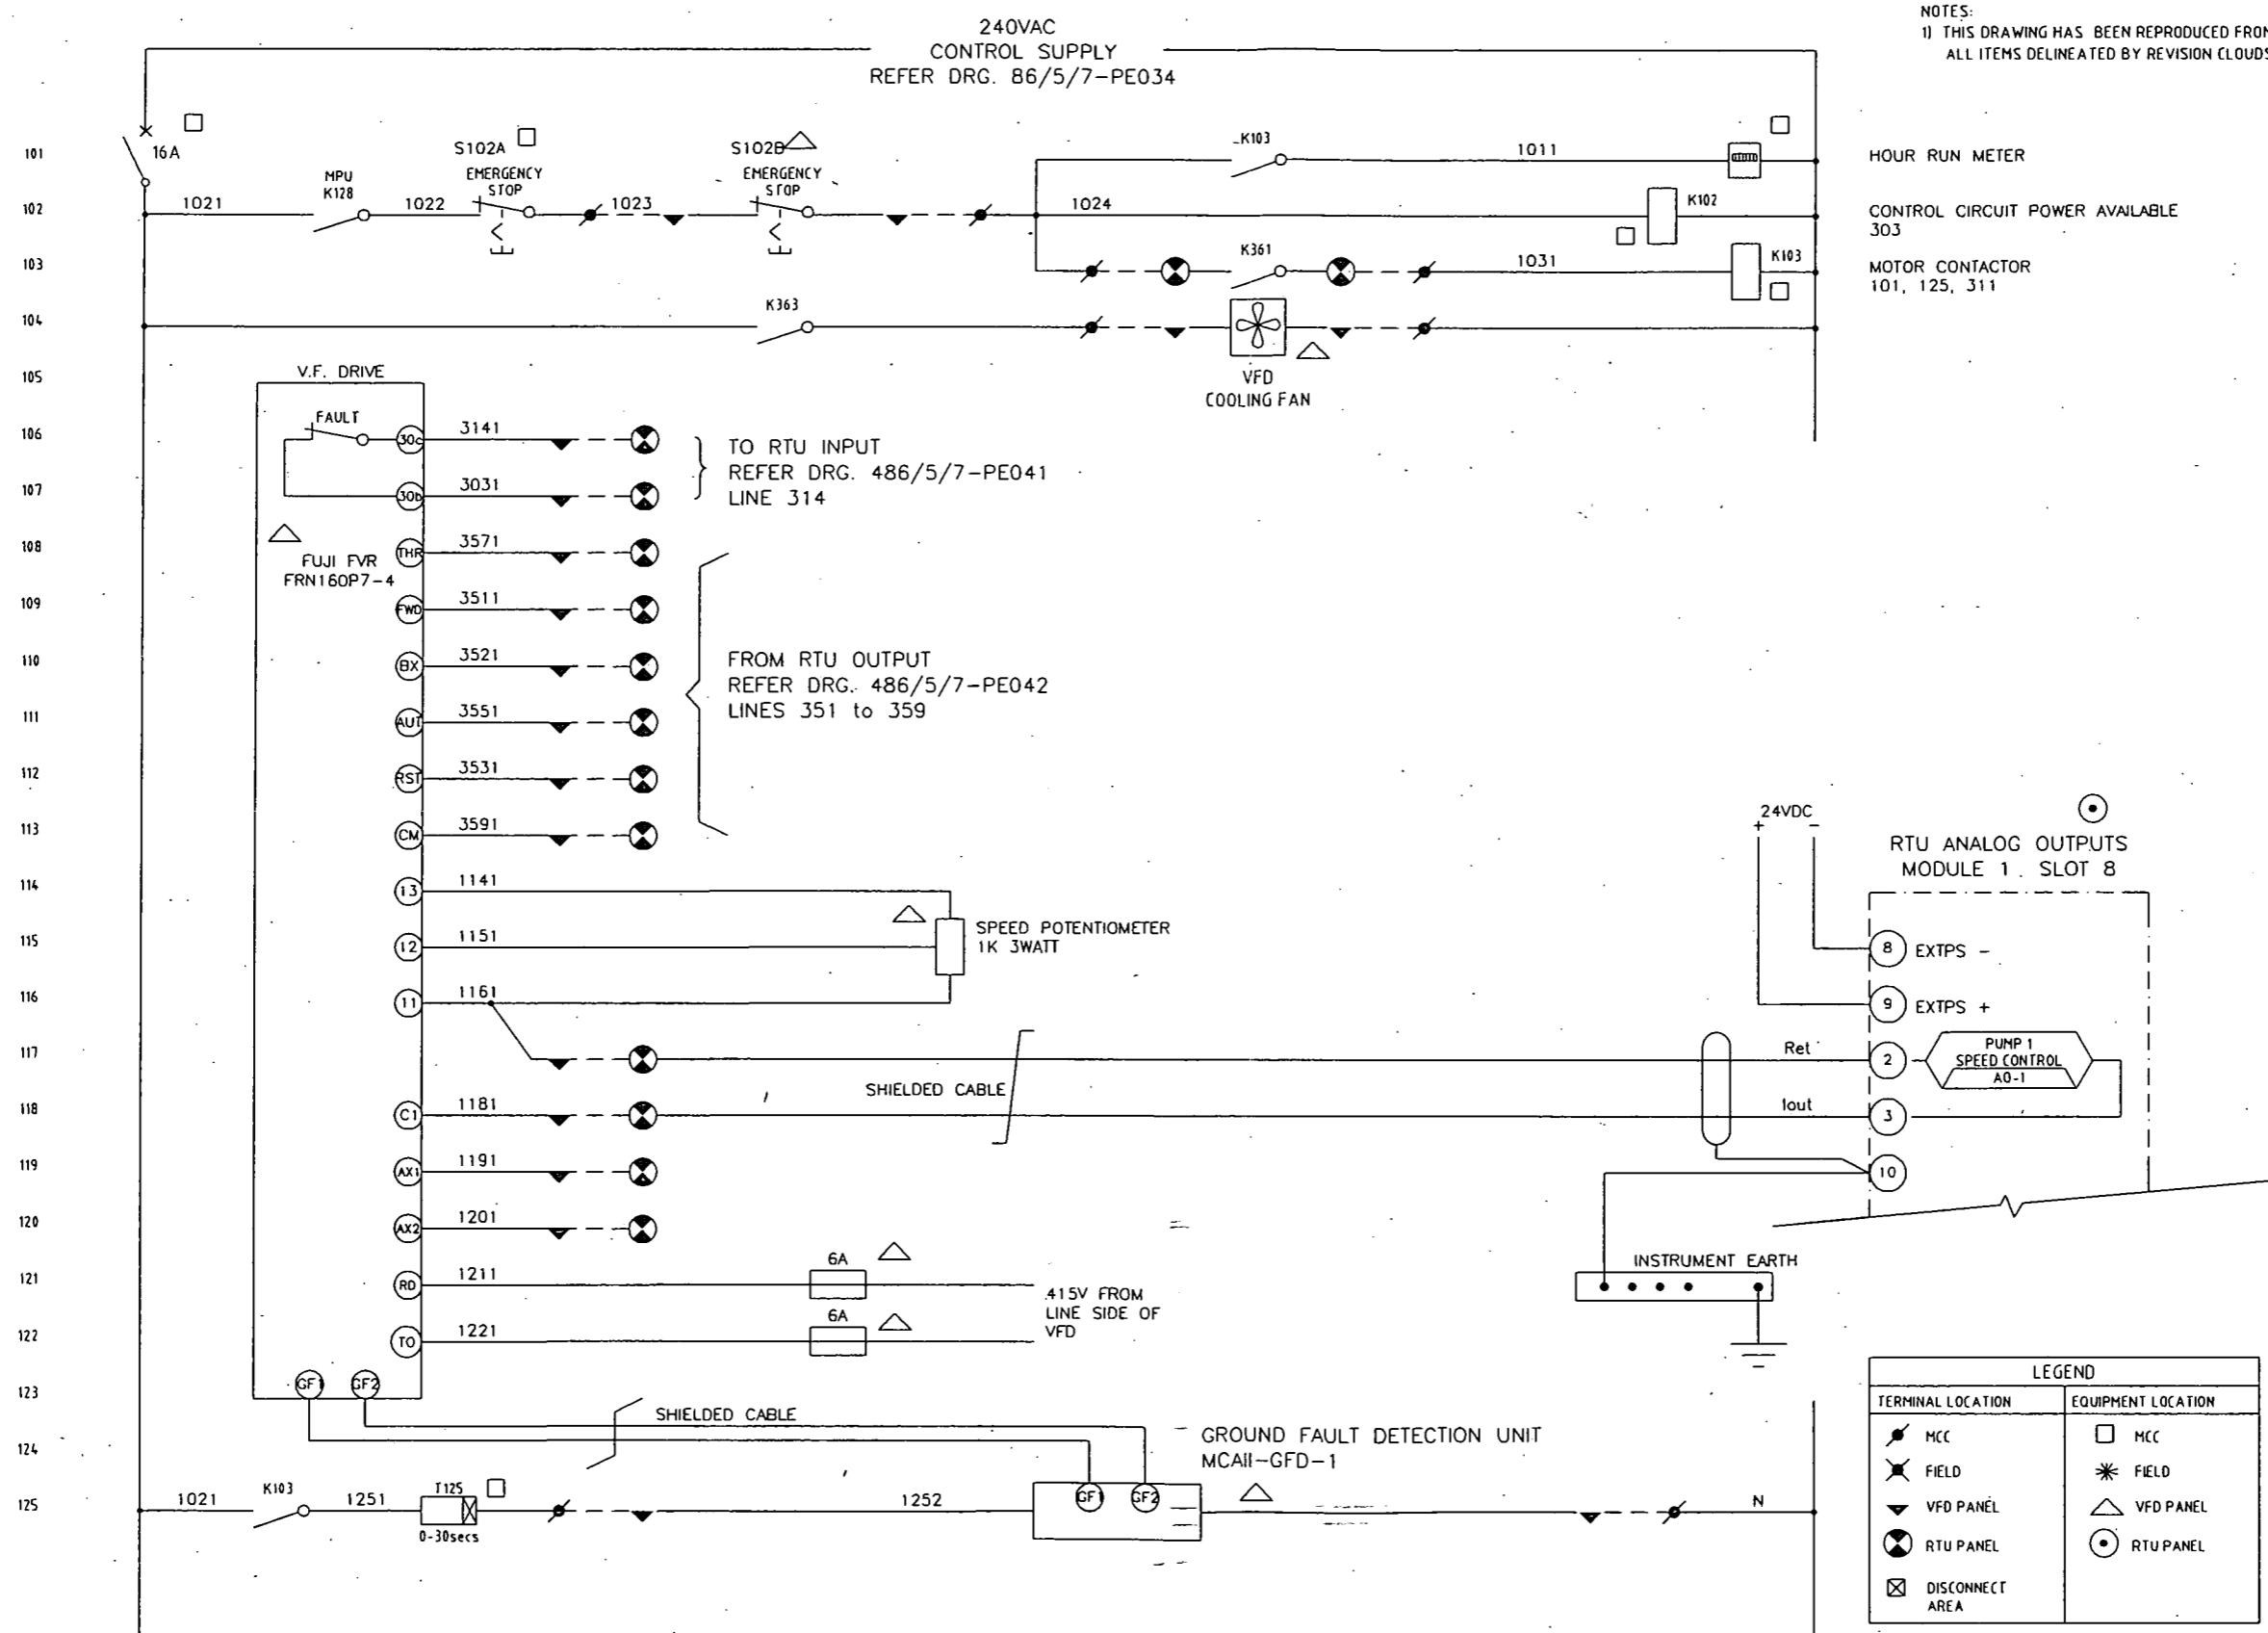 NOTES:
1) THIS DRAWING HAS BEEN REPRODUCED FROM
ALL ITEMS DELINEATED BY REVISION CLOUDS
240VAC
CONTROL SUPPLY
REFER DRG. 86/5/7-PE034
101
16A
S102A
EMERGENCY
STOP
S102B
EMERGENCY
STOP
K103
1011
HOUR RUN METER
102
1021
MPU
K128
1022
1023
1024
K102
CONTROL CIRCUIT POWER AVAILABLE
303
103
K361
1031
K103
MOTOR CONTACTOR
101, 125, 311
104
K363
VFD
COOLING FAN
105
V.F. DRIVE
106
FAULT
30c
3141
TO RTU INPUT
REFER DRG. 486/5/7-PE041
LINE 314
107
30b
3031
108
FUJI FVR
FRN160P7-4
THR
3571
109
FWD
3511
110
BX
3521
FROM RTU OUTPUT
REFER DRG. 486/5/7-PE042
LINES 351 to 359
111
AUT
3551
112
RST
3531
113
CM
3591
24VDC
+ -
RTU ANALOG OUTPUTS
MODULE 1 . SLOT 8
114
13
1141
115
12
1151
SPEED POTENTIOMETER
1K 3WATT
8
EXTPS -
116
11
1161
9
EXTPS +
117
Ret
2
PUMP 1
SPEED CONTROL
AO-1
SHIELDED CABLE
118
C1
1181
Iout
3
119
AX1
1191
10
120
AX2
1201
INSTRUMENT EARTH
121
RD
1211
6A
415V FROM
LINE SIDE OF
VFD
122
TO
1221
6A
123
GF1
GF2
SHIELDED CABLE
124
GROUND FAULT DETECTION UNIT
MCAII-GFD-1
125
1021
K103
1251
T125
0-30secs
1252
GF1
GF2
N
LEGEND
TERMINAL LOCATION
EQUIPMENT LOCATION
MCC
MCC
FIELD
FIELD
VFD PANEL
VFD PANEL
RTU PANEL
RTU PANEL
DISCONNECT
AREA